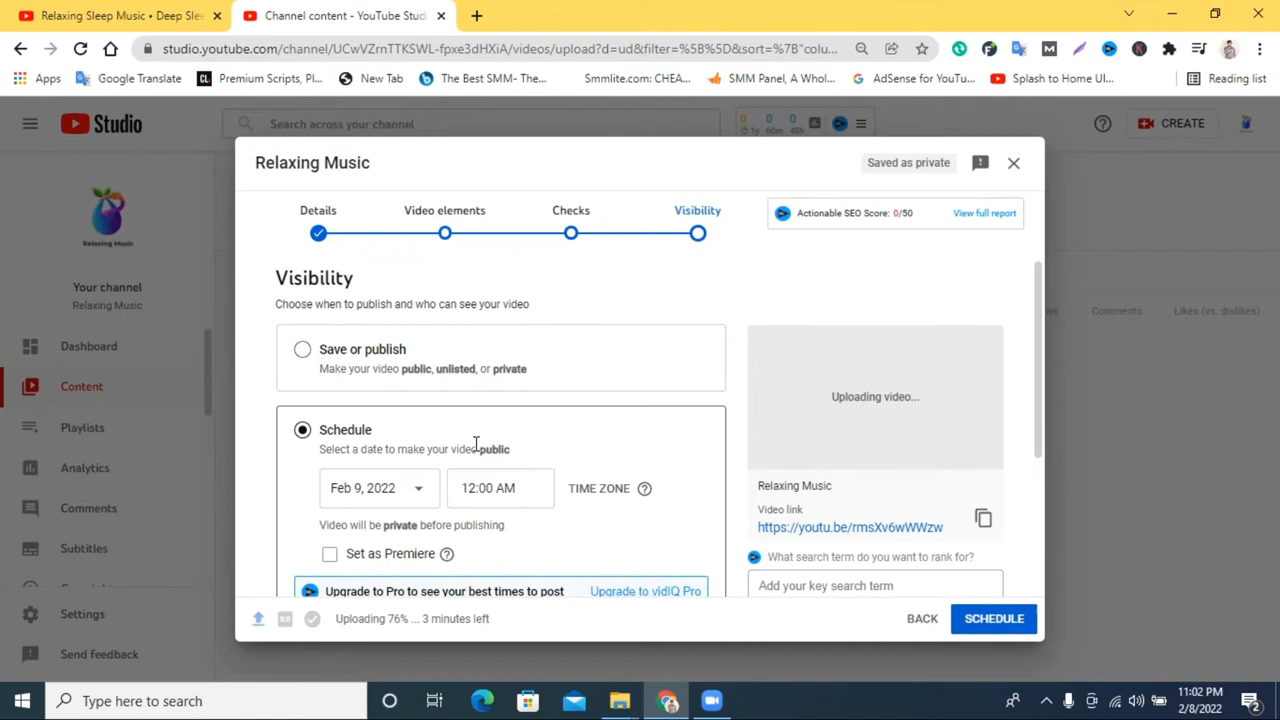 Relaxing Sleep Music • Deep Slee
Channel content - YouTube Studi
studio.youtube.com/channel/UCwVZrnTTKSWL-fpxe3dHXiA/videos/upload?d=ud&filter=%5B%5D&sort=%7B"colu...
Apps
Google Translate
Premium Scripts, Pl...
New Tab
The Best SMM- The...
Smmlite.com: CHEA...
SMM Panel, A Whol...
AdSense for YouTu...
Splash to Home UI...
Reading list
Studio
Search across your channel
0 0 0
1y 60m 48h
CREATE
Relaxing Music
Saved as private
Details
Video elements
Checks
Visibility
Actionable SEO Score: 0/50
View full report
Relaxing Music
Your channel
Relaxing Music
Dashboard
Content
Playlists
Analytics
Comments
Subtitles
Settings
Send feedback
Comments
Likes (vs. dislikes)
Visibility
Choose when to publish and who can see your video
Save or publish
Make your video public, unlisted, or private
Schedule
Select a date to make your video public
Feb 9, 2022
12:00 AM
TIME ZONE
Video will be private before publishing
Set as Premiere
Upgrade to Pro to see your best times to post
Upgrade to vidIQ Pro
Uploading video...
Relaxing Music
Video link
https://youtu.be/rmsXv6wWWzw
What search term do you want to rank for?
Add your key search term
Uploading 76% ... 3 minutes left
BACK
SCHEDULE
Type here to search
11:02 PM
2/8/2022
2